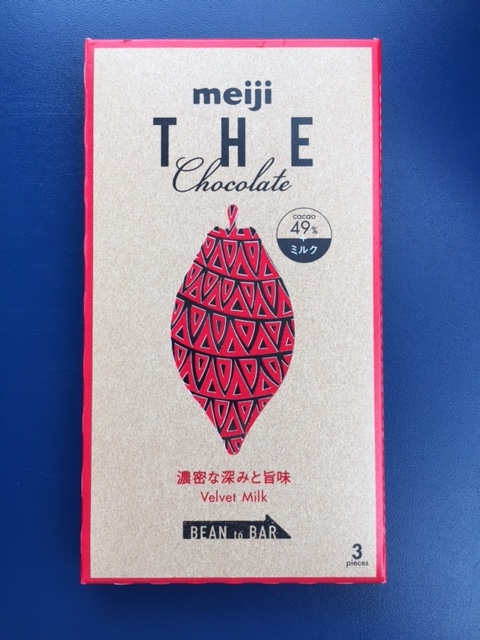 meiji
THE
Chocolate
cacao
49%
ミルク
濃密な深みと旨味
Velvet Milk
BEAN to BAR
3
pieces